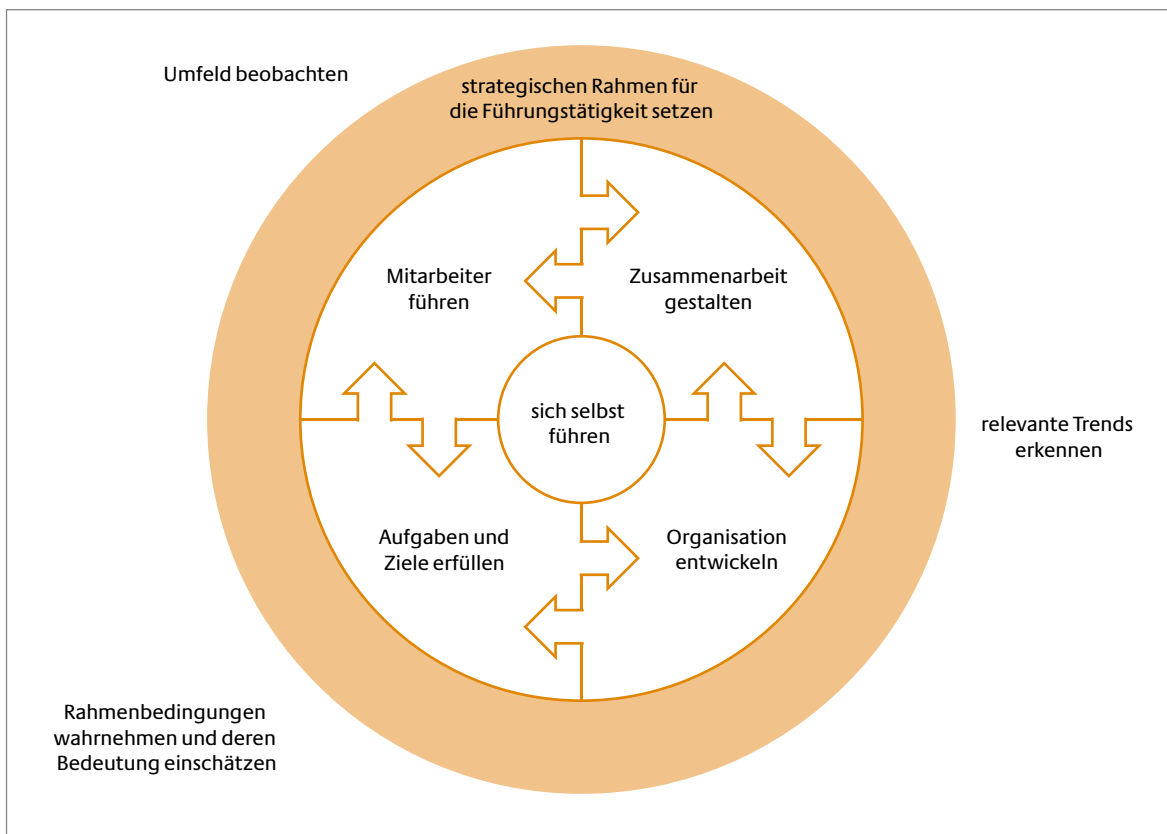 Umfeld beobachten
strategischen Rahmen für
die Führungstätigkeit setzen
Mitarbeiter
führen
Zusammenarbeit
gestalten
sich selbst
führen
relevante Trends
erkennen
Aufgaben und
Ziele erfüllen
Organisation
entwickeln
Rahmenbedingungen
wahrnehmen und deren
Bedeutung einschätzen